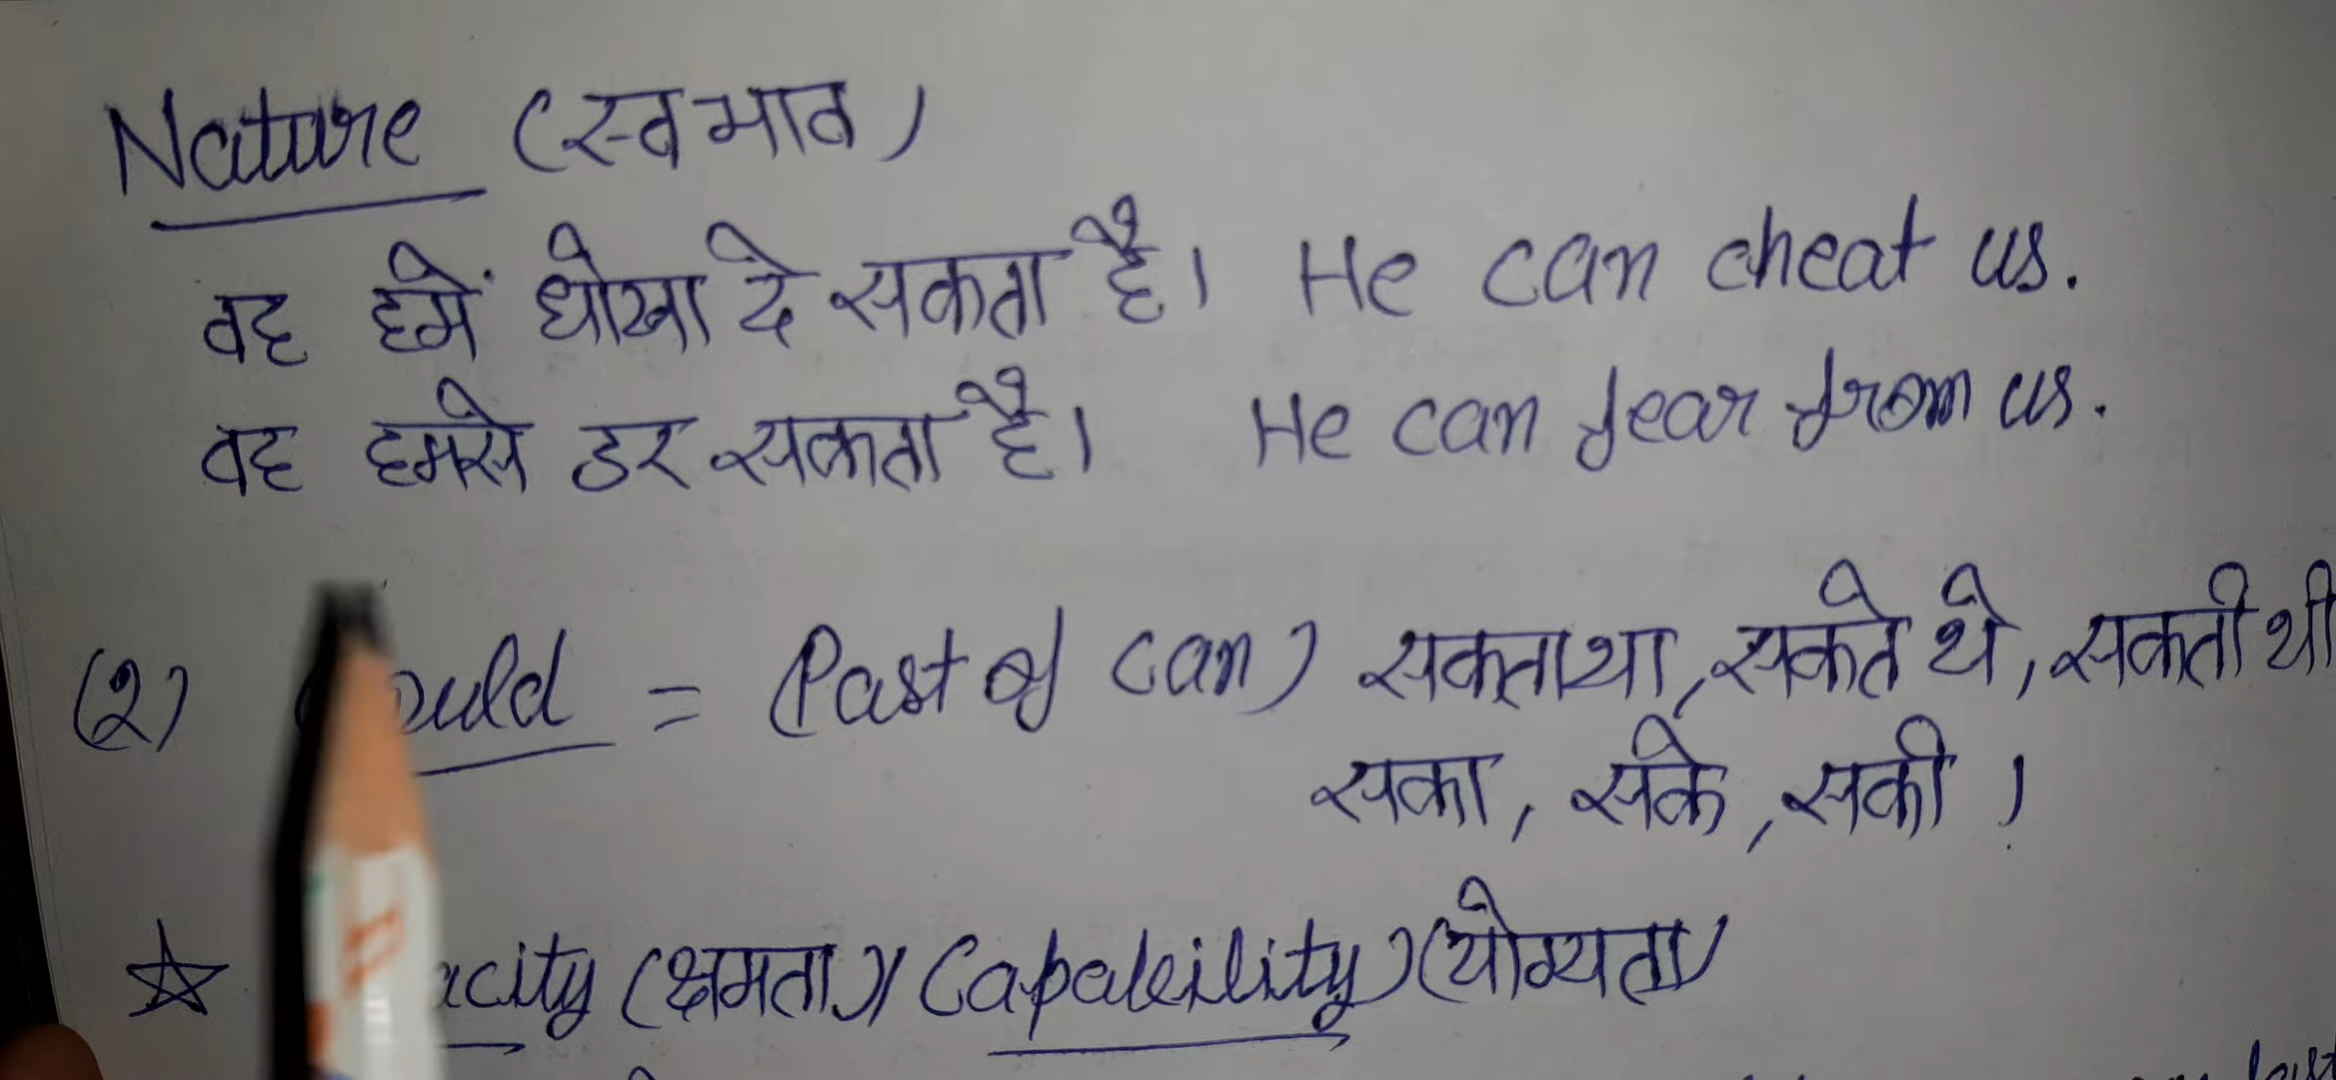 Nature (स्वभाव)
वह हमें धोखा दे सकता है। He can cheat us.
वह हमसे डर सकता है। He can fear from us.
(2) ould = (Past of can) सकता था, सकते थे, सकती थी
सका, सके, सकी ।
acity (क्षमता) / Capability) (योग्यता)